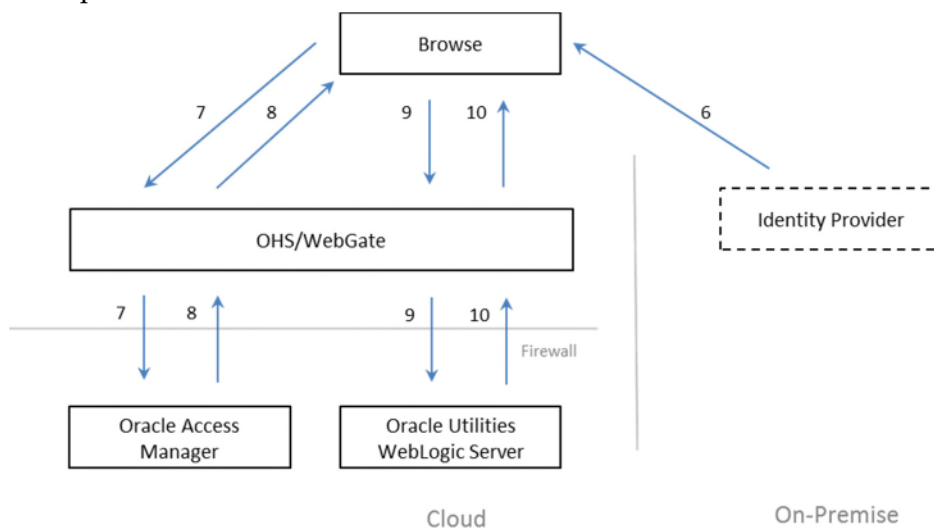 Browse
7
8
9
10
6
OHS/WebGate
Identity Provider
7
8
9
10
Firewall
Oracle Access
Manager
Oracle Utilities
WebLogic Server
Cloud
On-Premise